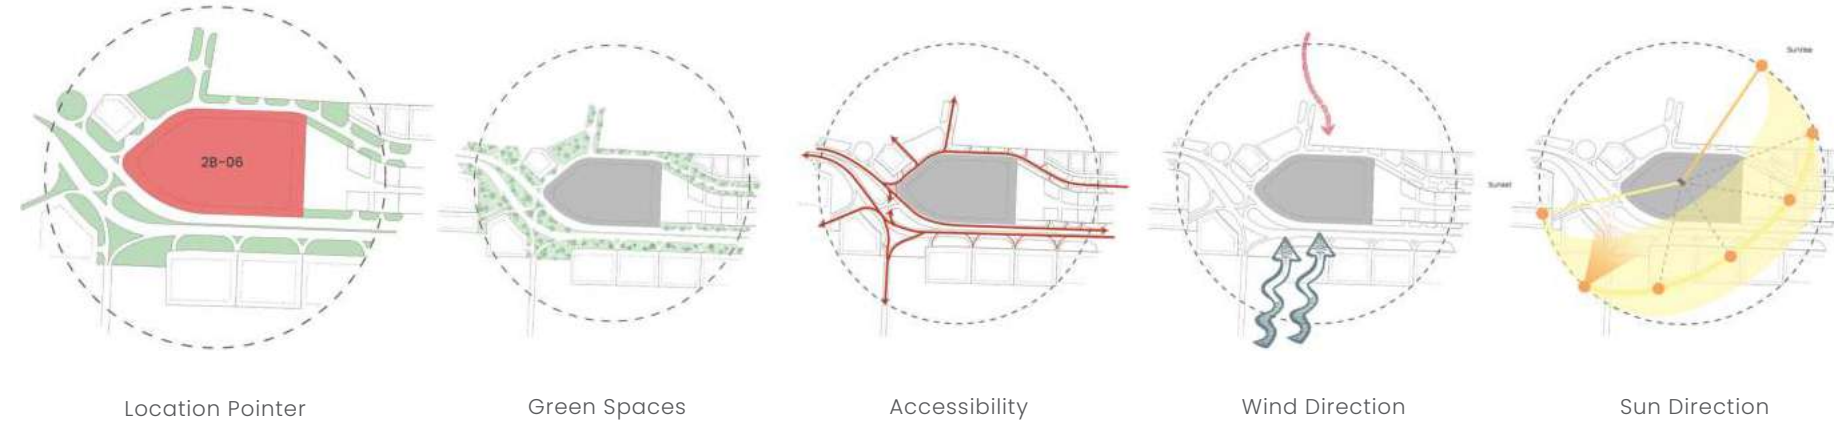 Sunrise
2B-06
Sunset
Location Pointer
Green Spaces
Accessibility
Wind Direction
Sun Direction